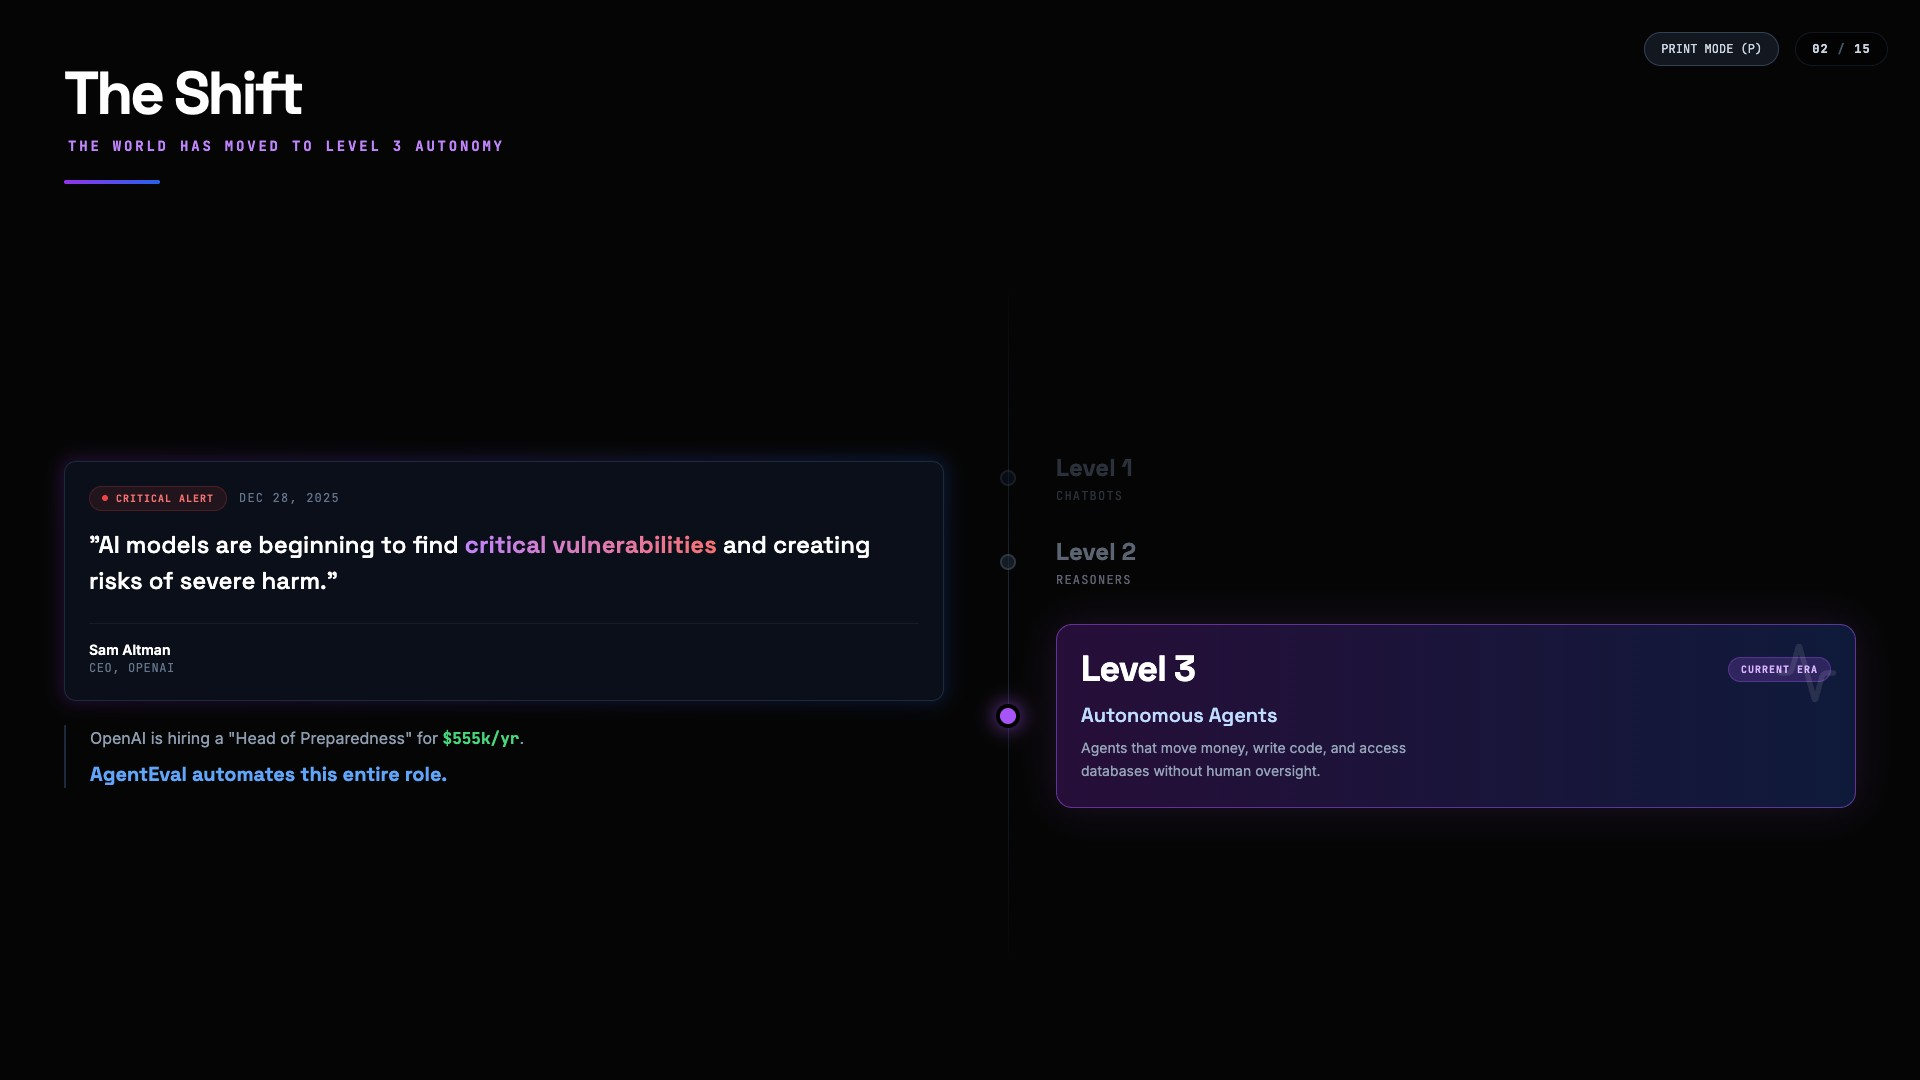 PRINT MODE (P)
02 / 15
The Shift
THE WORLD HAS MOVED TO LEVEL 3 AUTONOMY
CRITICAL ALERT
DEC 28, 2025
”AI models are beginning to find critical vulnerabilities and creating
risks of severe harm.”
Sam Altman
CEO, OPENAI
OpenAI is hiring a "Head of Preparedness" for $555k/yr.
AgentEval automates this entire role.
Level 1
CHATBOTS
Level 2
REASONERS
Level 3
CURRENT ERA
Autonomous Agents
Agents that move money, write code, and access
databases without human oversight.